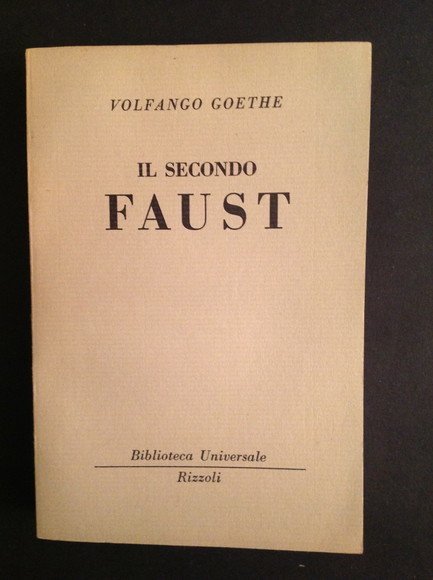 VOLFANGO GOETHE
IL SECONDO
FAUST
Biblioteca Universale
Rizzoli